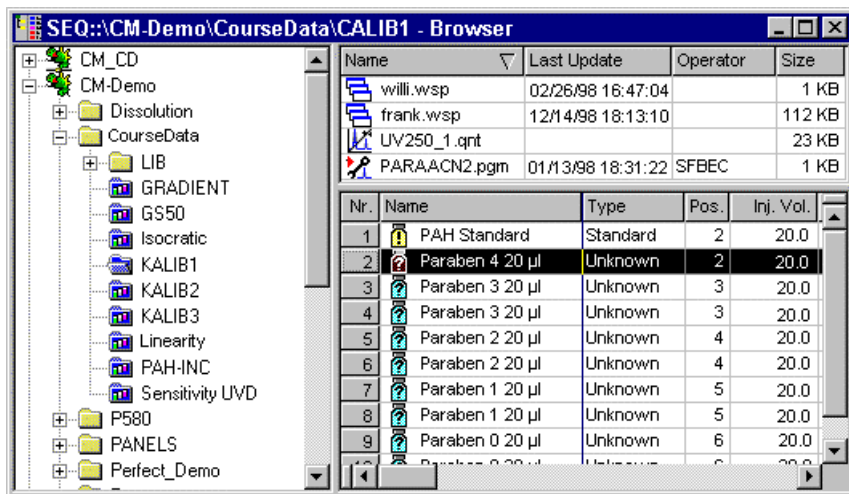 SEQ::\CM-Demo\CourseData\CALIB1 - Browser
CM_CD
CM-Demo
Dissolution
CourseData
LIB
GRADIENT
GS50
Isocratic
KALIB1
KALIB2
KALIB3
Linearity
PAH-INC
Sensitivity UVD
P580
PANELS
Perfect_Demo
Name Last Update Operator Size
willi.wsp 02/26/98 16:47:04 1 KB
frank.wsp 12/14/98 18:13:10 112 KB
UV250_1.qnt 23 KB
PARAACN2.pgm 01/13/98 18:31:22 SFBEC 1 KB
Nr. Name Type Pos. Inj. Vol.
1 PAH Standard Standard 2 20.0
2 Paraben 4 20 µl Unknown 2 20.0
3 Paraben 3 20 µl Unknown 3 20.0
4 Paraben 3 20 µl Unknown 3 20.0
5 Paraben 2 20 µl Unknown 4 20.0
6 Paraben 2 20 µl Unknown 4 20.0
7 Paraben 1 20 µl Unknown 5 20.0
8 Paraben 1 20 µl Unknown 5 20.0
9 Paraben 0 20 µl Unknown 6 20.0